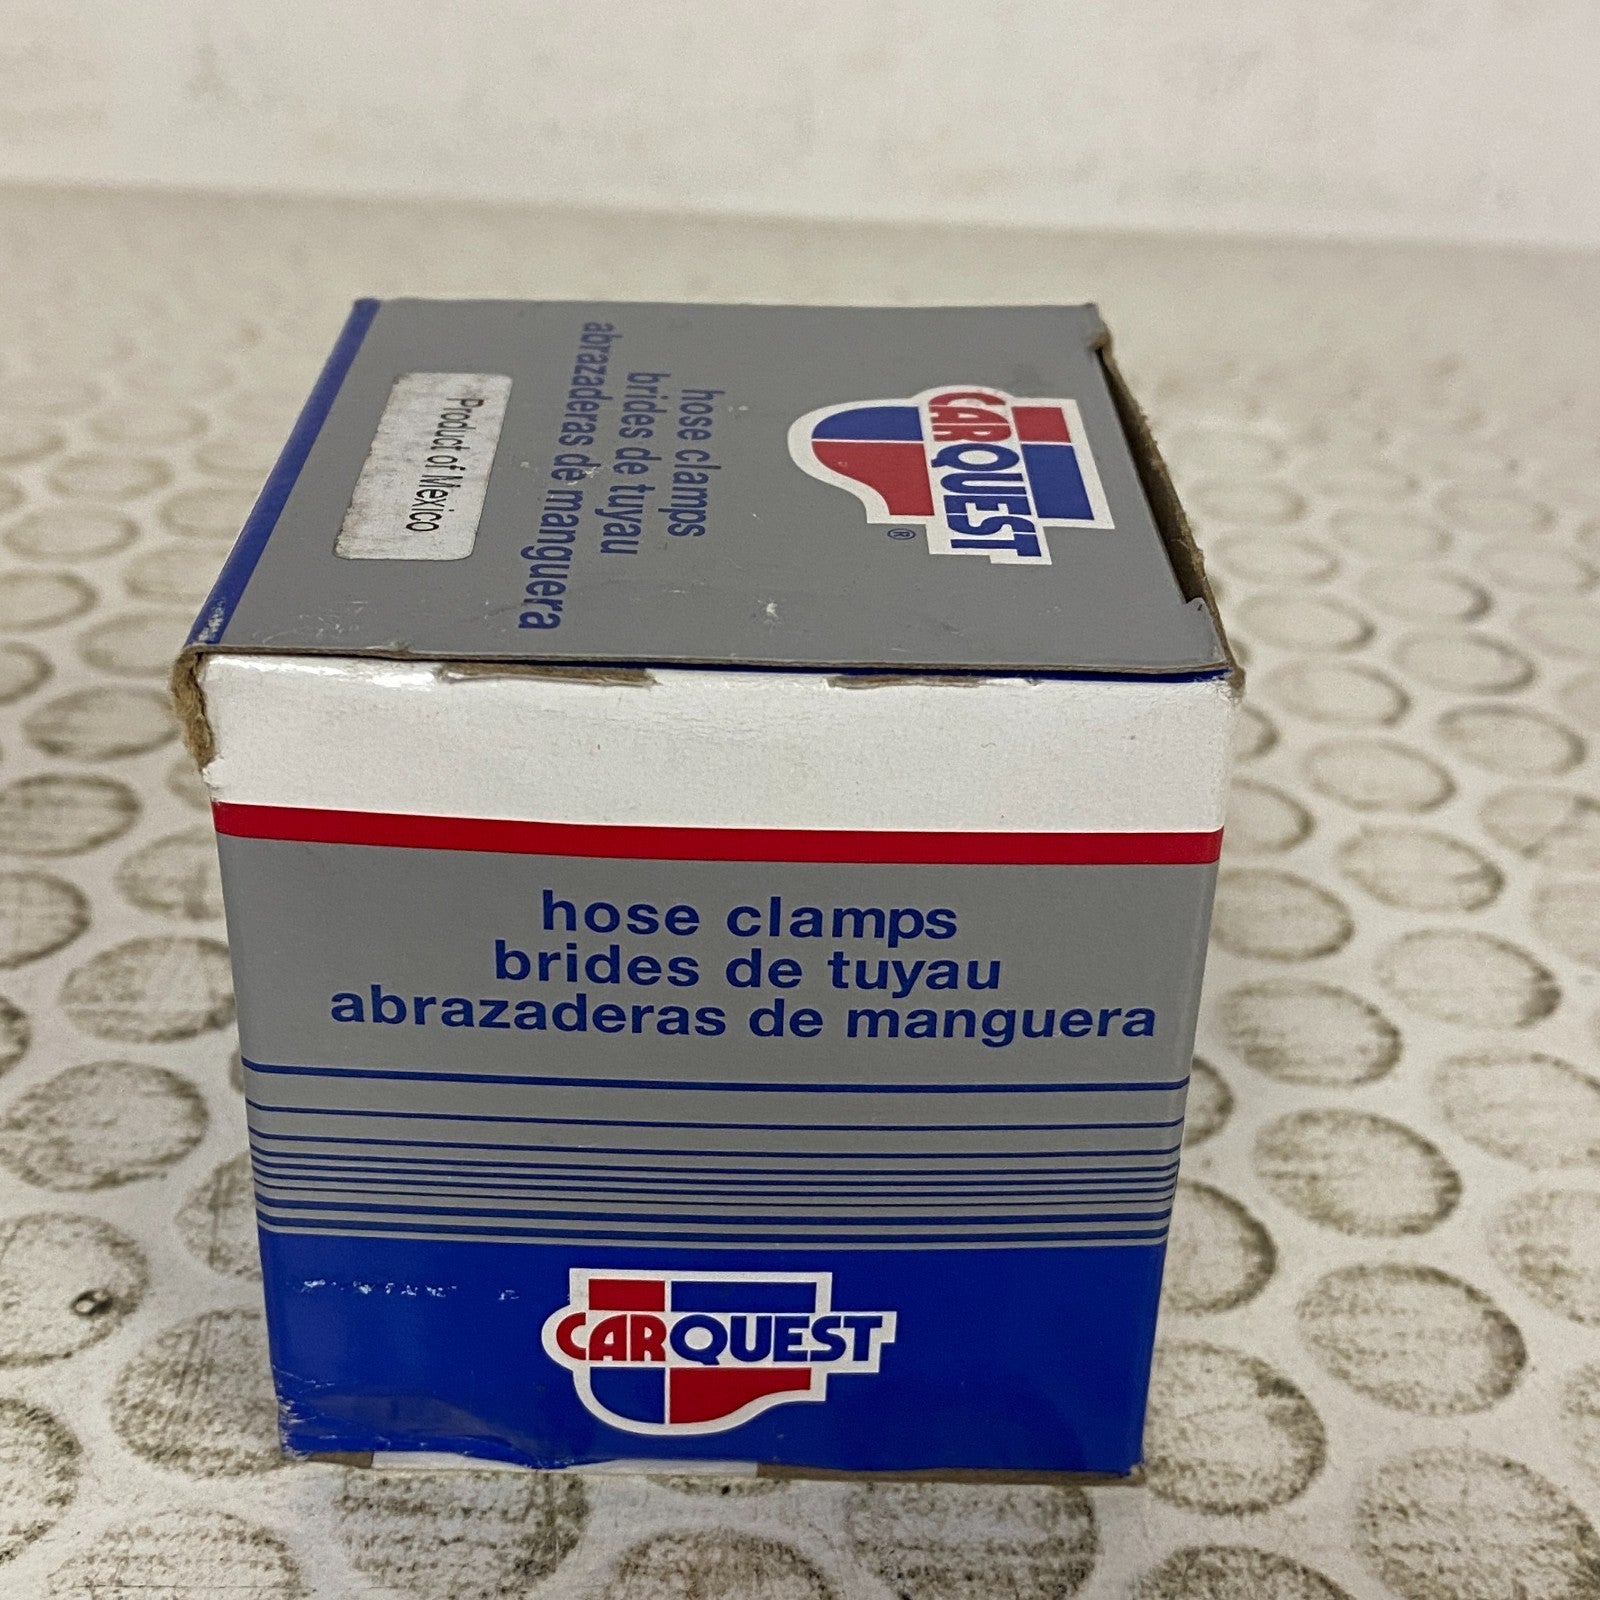 CARQUEST®
hose clamps
brides de tuyau
abrazaderas de manguera
Product of Mexico
hose clamps
brides de tuyau
abrazaderas de manguera
CARQUEST